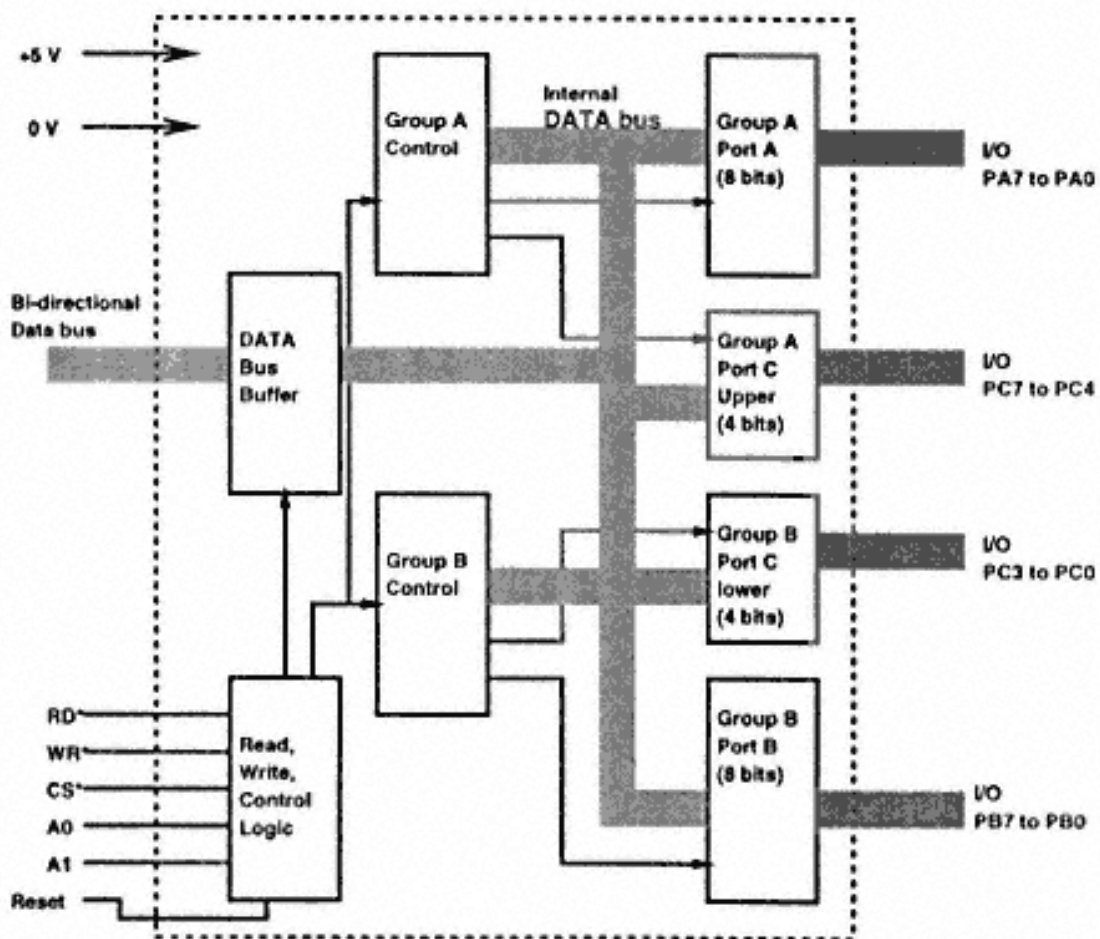 +5 V
0 V
Group A
Control
Internal
DATA bus
Group A
Port A
(8 bits)
I/O
PA7 to PA0
Bi-directional
Data bus
DATA
Bus
Buffer
Group A
Port C
Upper
(4 bits)
I/O
PC7 to PC4
Group B
Control
Group B
Port C
lower
(4 bits)
I/O
PC3 to PC0
RD*
WR*
CS*
A0
A1
Reset
Read,
Write,
Control
Logic
Group B
Port B
(8 bits)
I/O
PB7 to PB0